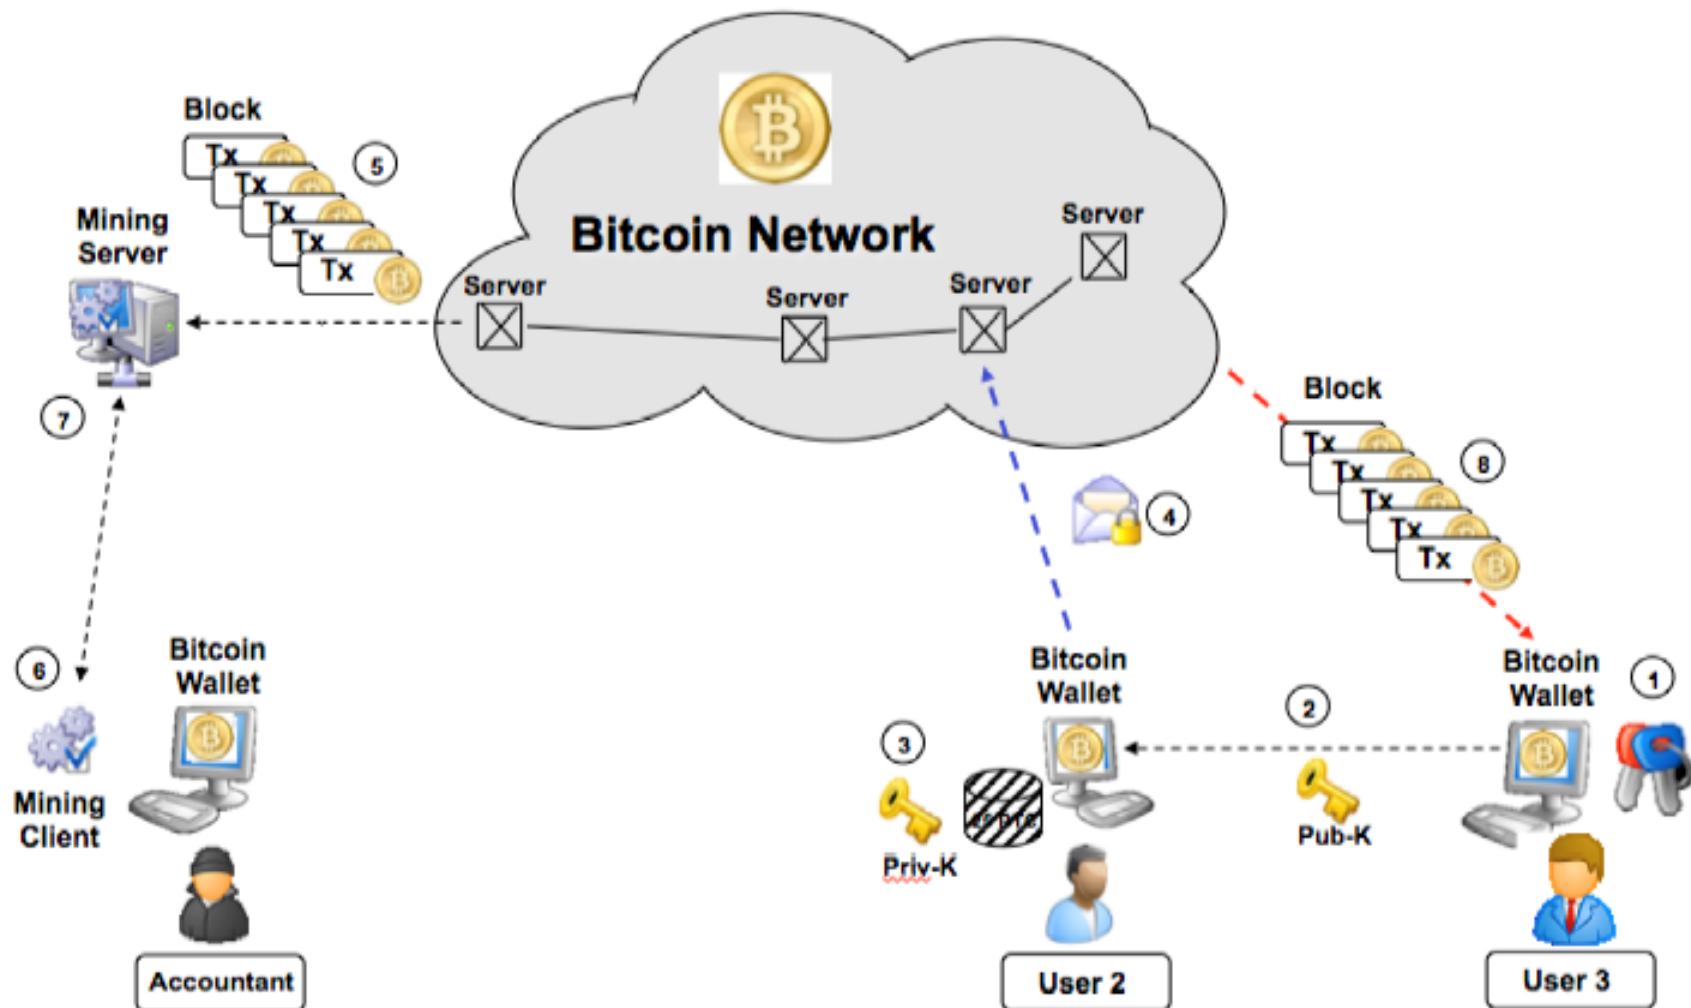 Block
Tx
Tx
Tx
Tx
Tx
5
Mining
Server
7
Bitcoin Network
Server
Server
Server
Server
Block
Tx
Tx
Tx
Tx
Tx
8
4
6
Bitcoin
Wallet
Mining
Client
Accountant
Bitcoin
Wallet
3
Priv-K
User 2
2
Pub-K
Bitcoin
Wallet
1
User 3